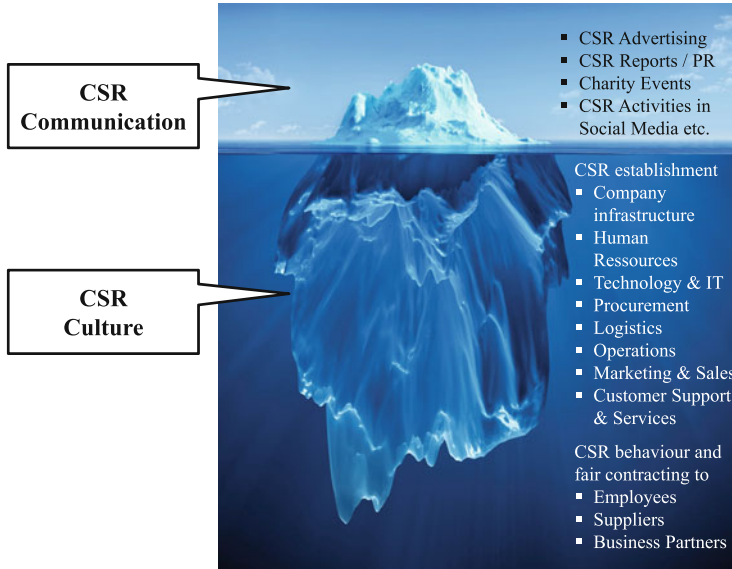 CSR
Communication
▪ CSR Advertising
▪ CSR Reports / PR
▪ Charity Events
▪ CSR Activities in
Social Media etc.
CSR
Culture
CSR establishment
▪ Company
infrastructure
▪ Human
Ressources
▪ Technology & IT
▪ Procurement
▪ Logistics
▪ Operations
▪ Marketing & Sales
▪ Customer Support
& Services
CSR behaviour and
fair contracting to
▪ Employees
▪ Suppliers
▪ Business Partners